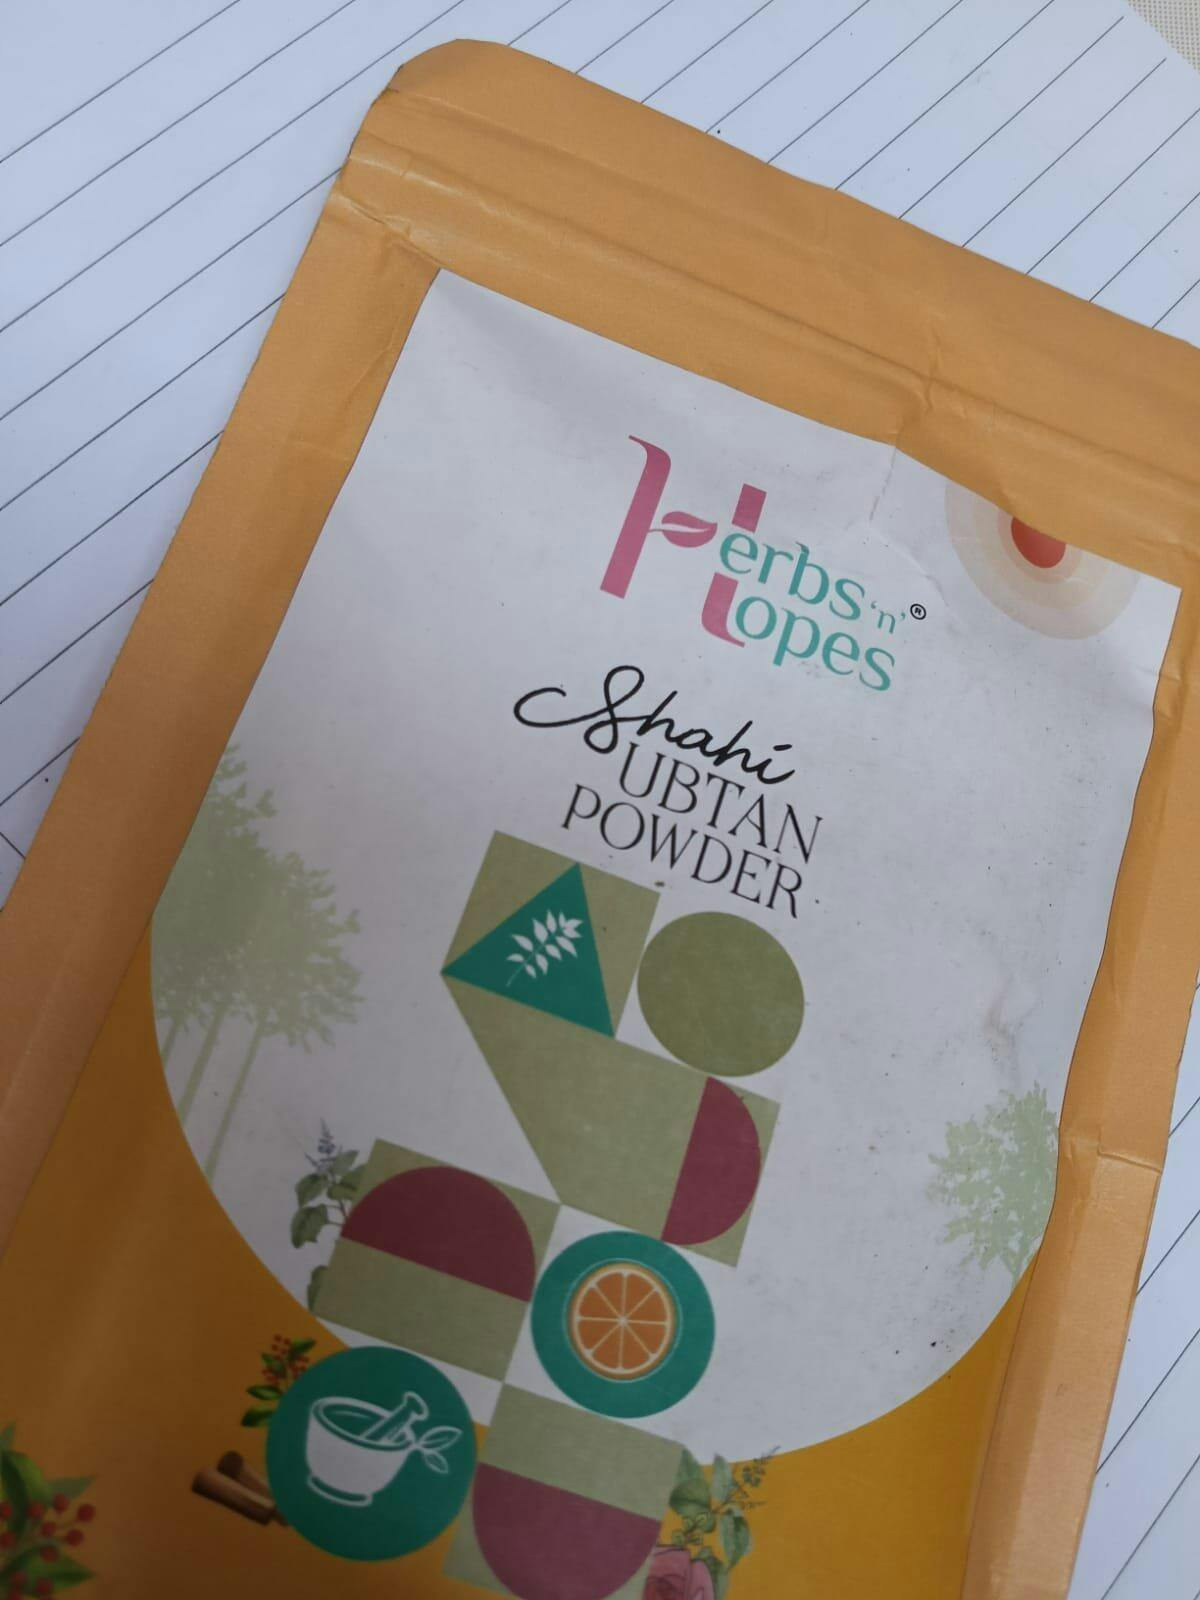 Herbs 'n'®
Hopes
Shahi
UBTAN
POWDER